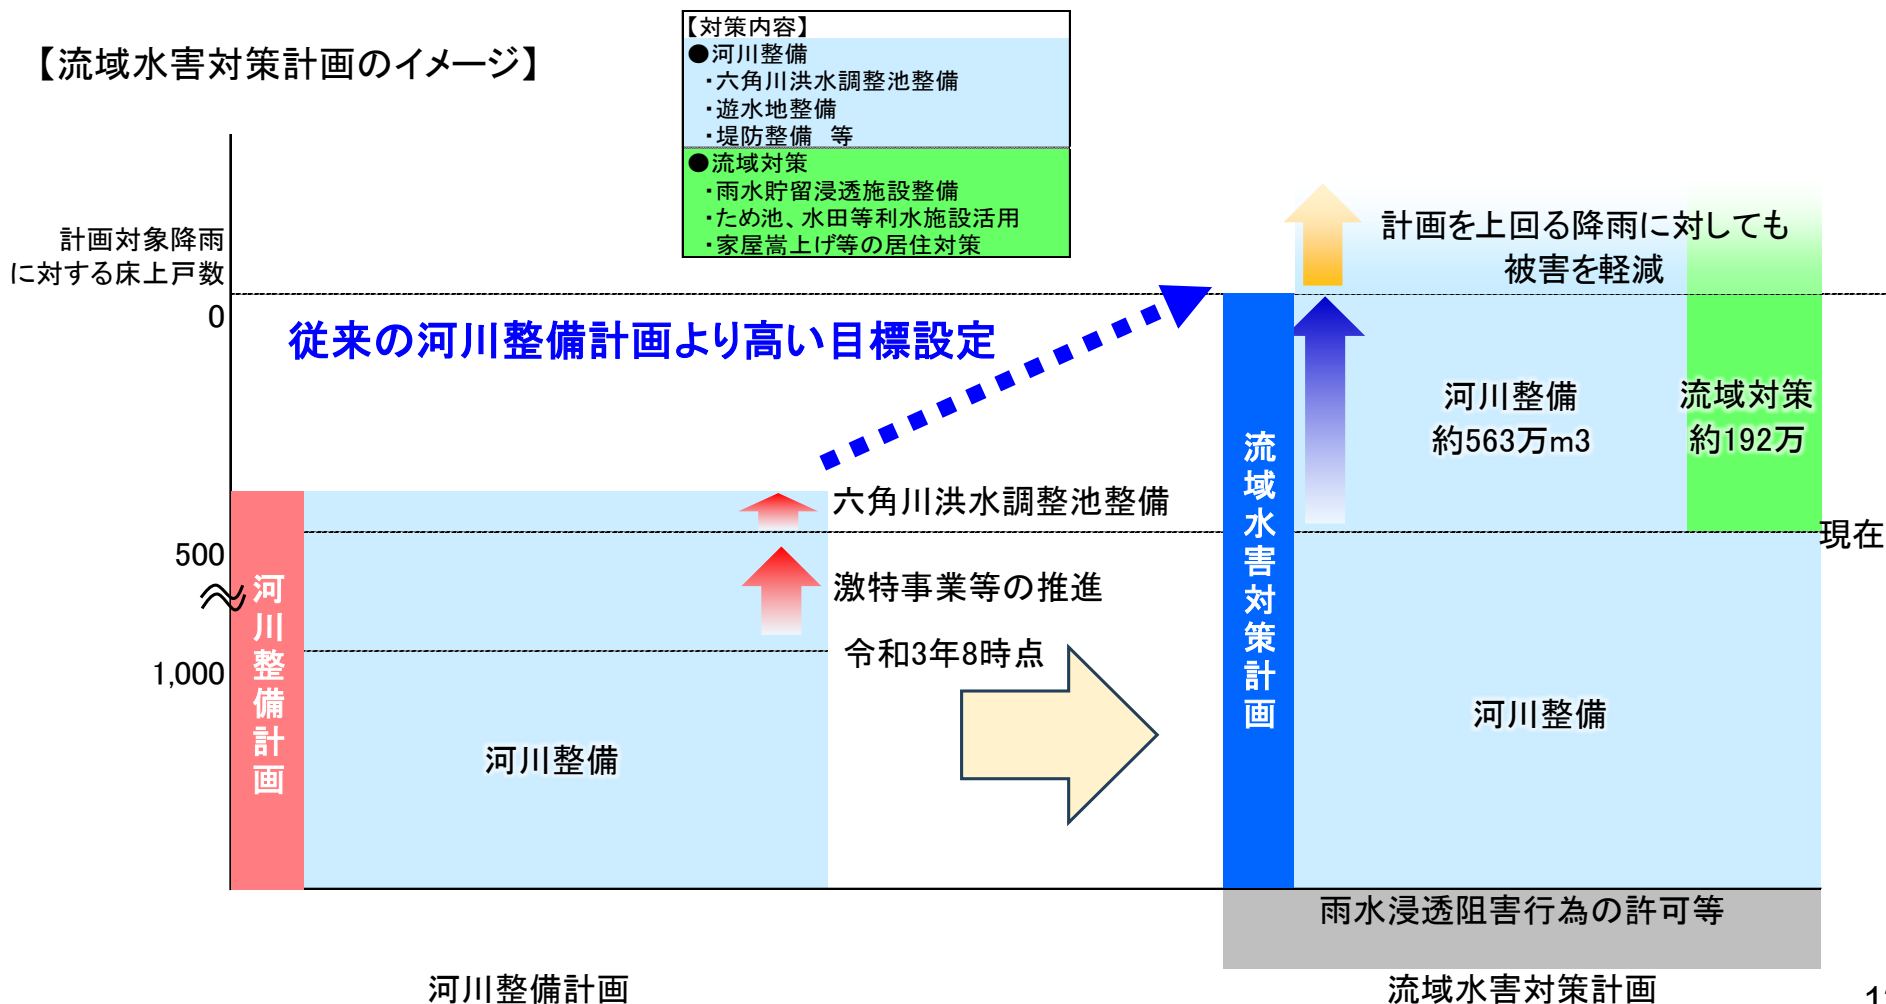 【流域水害対策計画のイメージ】
【対策内容】
●河川整備
・六角川洪水調整池整備
・遊水地整備
・堤防整備　等
●流域対策
・雨水貯留浸透施設整備
・ため池、水田等利水施設活用
・家屋嵩上げ等の居住対策
計画対象降雨
に対する床上戸数
0
500
1,000
従来の河川整備計画より高い目標設定
計画を上回る降雨に対しても
被害を軽減
河川整備
約563万m3
流域対策
約192万
六角川洪水調整池整備
現在
激特事業等の推進
令和3年8時点
河川整備計画
河川整備
流域水害対策計画
河川整備
雨水浸透阻害行為の許可等
河川整備計画
流域水害対策計画